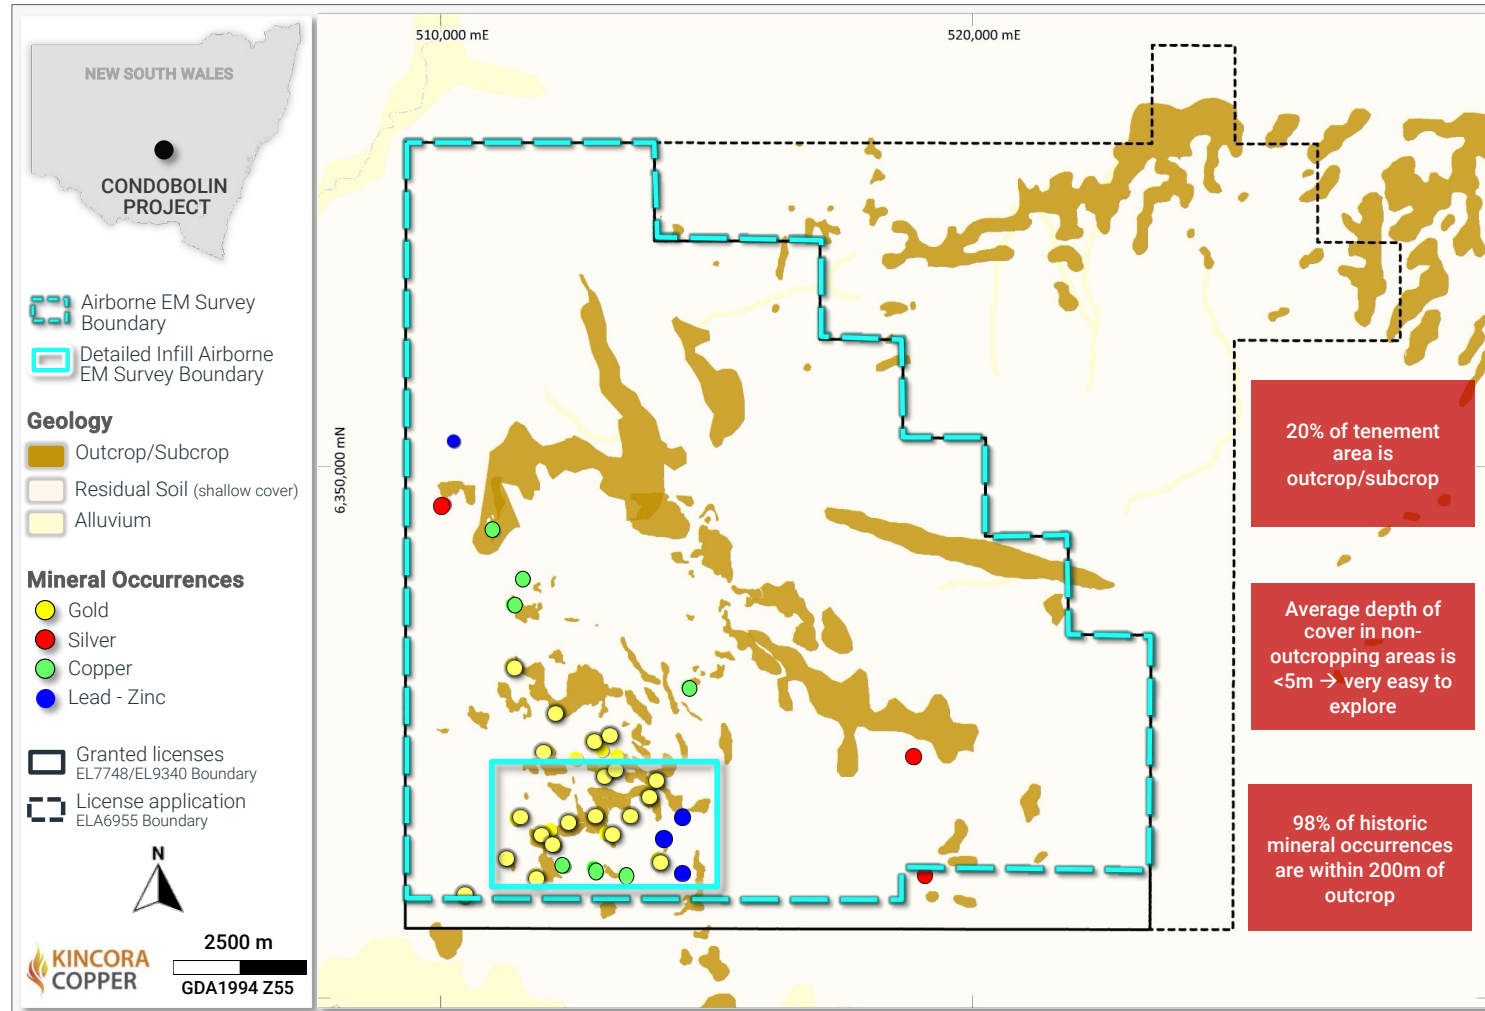 NEW SOUTH WALES
CONDOBOLIN
PROJECT
Airborne EM Survey
Boundary
Detailed Infill Airborne
EM Survey Boundary
Geology
Outcrop/Subcrop
Residual Soil (shallow cover)
Alluvium
Mineral Occurrences
Gold
Silver
Copper
Lead - Zinc
Granted licenses
EL7748/EL9340 Boundary
License application
ELA6955 Boundary
N
KINCORA
COPPER
2500 m
GDA1994 Z55
510,000 mE
520,000 mE
6,350,000 mN
20% of tenement
area is
outcrop/subcrop
Average depth of
cover in non-
outcropping areas is
<5m → very easy to
explore
98% of historic
mineral occurrences
are within 200m of
outcrop